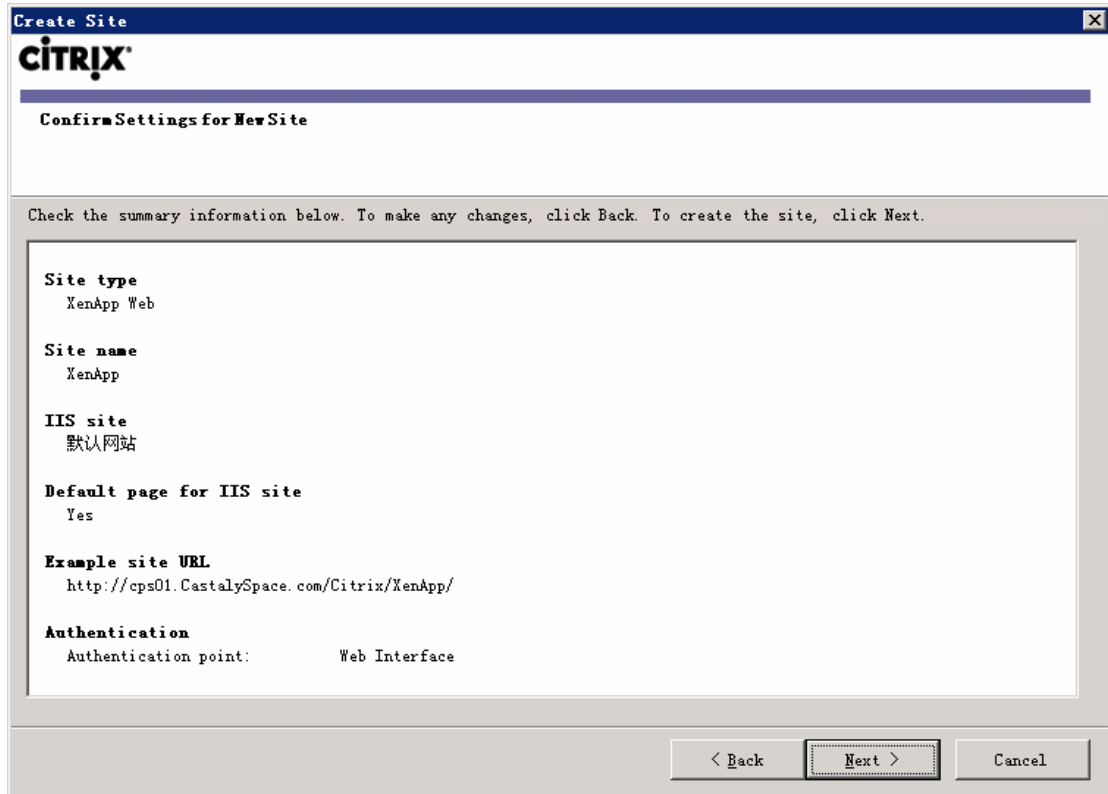 Create Site
CİTRIX®
Confirm Settings for New Site
Check the summary information below. To make any changes, click Back. To create the site, click Next.
Site type
XenApp Web
Site name
XenApp
IIS site
默认网站
Default page for IIS site
Yes
Example site URL
http://cps01.CastalySpace.com/Citrix/XenApp/
Authentication
Authentication point: Web Interface
< Back Next > Cancel